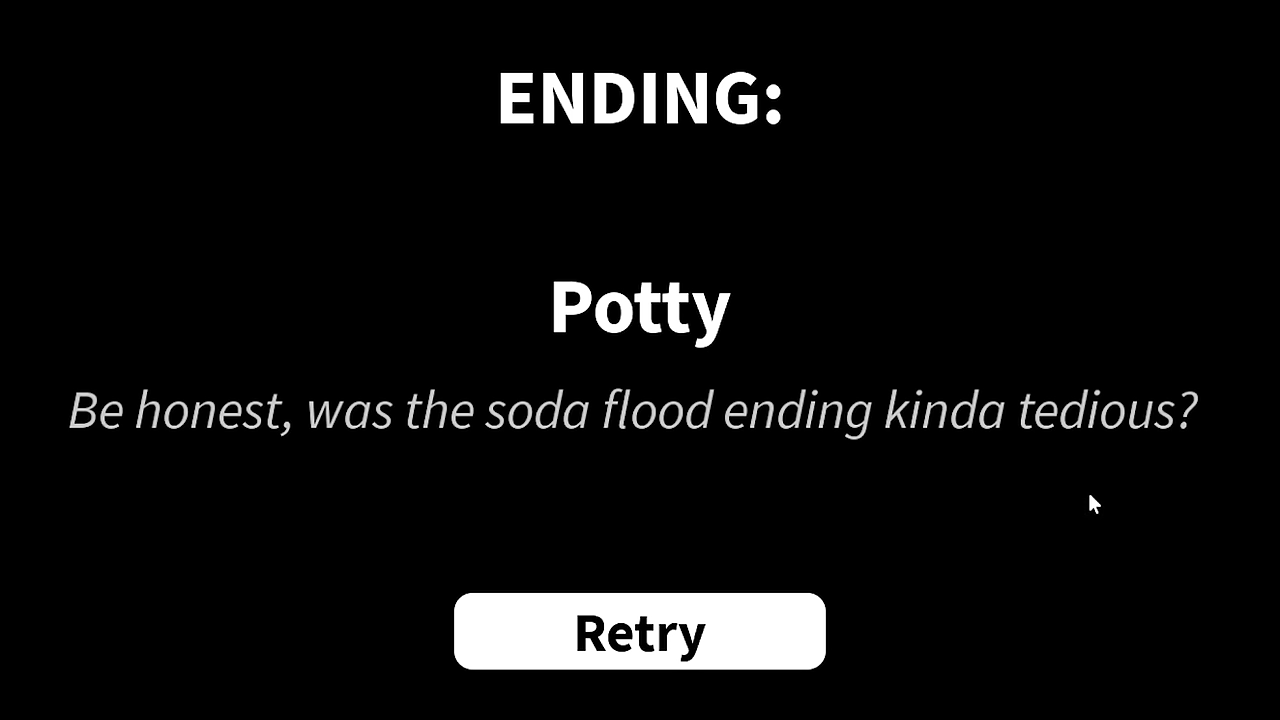 ENDING:
Potty
Be honest, was the soda flood ending kinda tedious?
Retry